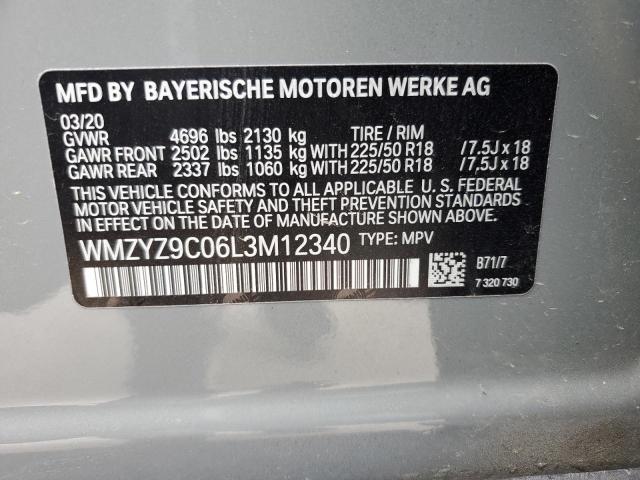 MFD BY BAYERISCHE MOTOREN WERKE AG
03/20
GVWR 4696 lbs 2130 kg TIRE / RIM
GAWR FRONT 2502 lbs 1135 kg WITH 225/50 R18 /7.5J x 18
GAWR REAR 2337 lbs 1060 kg WITH 225/50 R18 /7,5J x 18
THIS VEHICLE CONFORMS TO ALL APPLICABLE U. S. FEDERAL
MOTOR VEHICLE SAFETY AND THEFT PREVENTION STANDARDS
IN EFFECT ON THE DATE OF MANUFACTURE SHOWN ABOVE.
WMZYZ9C06L3M12340 TYPE: MPV
B71/7
7 320 730